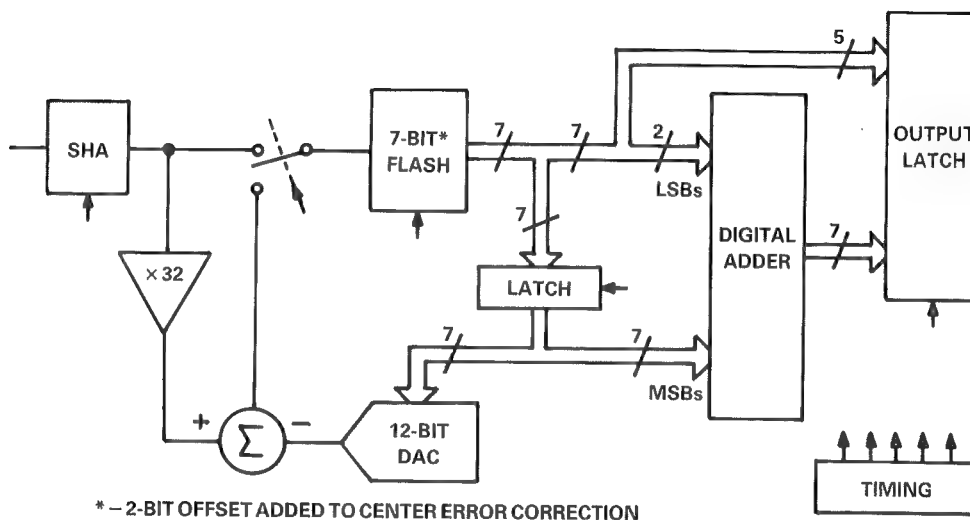 5
7-BIT*
FLASH
7
7
2
OUTPUT
LATCH
SHA
LSBs
7
DIGITAL
ADDER
7
× 32
LATCH
7
7
MSBs
+
Σ
−
12-BIT
DAC
TIMING
* – 2-BIT OFFSET ADDED TO CENTER ERROR CORRECTION